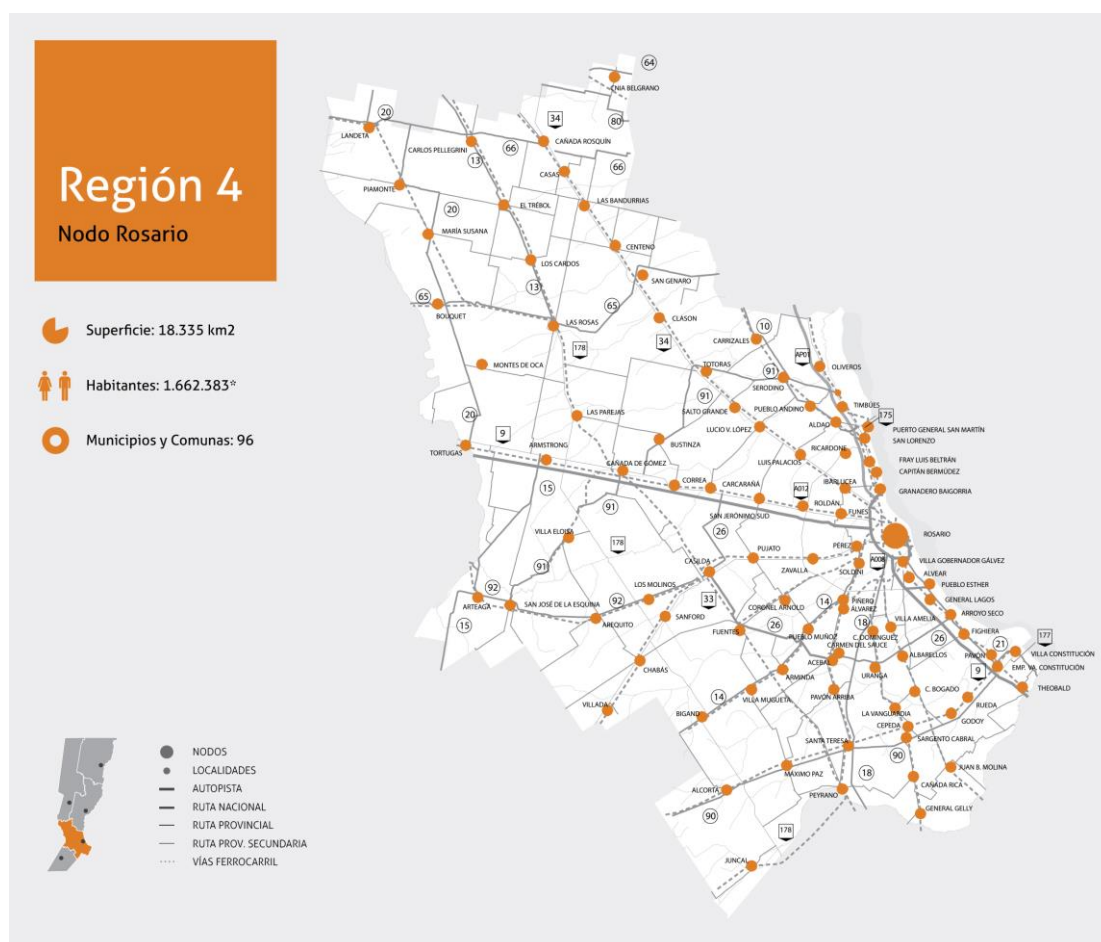 Región 4
Nodo Rosario
Superficie: 18.335 km2
Habitantes: 1.662.383*
Municipios y Comunas: 96
64
CNIA BELGRANO
20
LANDETA
34
80
CARLOS PELLEGRINI
66
CAÑADA ROSQUÍN
13
66
CASAS
PIAMONTE
20
EL TRÉBOL
LAS BANDURRIAS
MARÍA SUSANA
CENTENO
LOS CARDOS
13
SAN GENARO
65
BOUQUET
65
LAS ROSAS
CLASON
10
178
34
CARRIZALES
AP01
MONTES DE OCA
TOTORAS
91
OLIVEROS
SERODINO
91
20
LAS PAREJAS
SALTO GRANDE
PUEBLO ANDINO
TIMBÚES
175
9
LUCIO V. LÓPEZ
ALDAO
PUERTO GENERAL SAN MARTÍN
TORTUGAS
ARMSTRONG
BUSTINZA
RICARDONE
SAN LORENZO
CAÑADA DE GÓMEZ
LUIS PALACIOS
FRAY LUIS BELTRÁN
CAPITÁN BERMÚDEZ
15
CORREA
CARCARAÑÁ
A012
IBARLUCEA
GRANADERO BAIGORRIA
91
ROLDÁN
SAN JERÓNIMO SUD
FUNES
VILLA ELOISA
26
ROSARIO
178
PUJATO
PÉREZ
91
CASILDA
ZAVALLA
SOLDINI
A008
VILLA GOBERNADOR GÁLVEZ
ALVEAR
92
LOS MOLINOS
PUEBLO ESTHER
ARTEAGA
SAN JOSÉ DE LA ESQUINA
92
33
CORONEL ARNOLD
14
PIÑERO
GENERAL LAGOS
ÁLVAREZ
AREQUITO
SANFORD
ARROYO SECO
15
FUENTES
26
18
VILLA AMELIA
PUEBLO MUÑOZ
C. DOMÍNGUEZ
26
FIGHIERA
177
CARMEN DEL SAUCE
21
CHABÁS
ACEBAL
ALBARELLOS
PAVÓN
VILLA CONSTITUCIÓN
ARMINDA
URANGA
9
EMP. VA. CONSTITUCIÓN
14
VILLA MUGUETA
PAVÓN ARRIBA
C. BOGADO
THEOBALD
VILLADA
BIGAND
LA VANGUARDIA
RUEDA
CEPEDA
GODOY
SANTA TERESA
SARGENTO CABRAL
90
MÁXIMO PAZ
18
JUAN B. MOLINA
ALCORTA
PEYRANO
CAÑADA RICA
90
GENERAL GELLY
178
JUNCAL
NODOS
LOCALIDADES
AUTOPISTA
RUTA NACIONAL
RUTA PROVINCIAL
RUTA PROV. SECUNDARIA
VÍAS FERROCARRIL